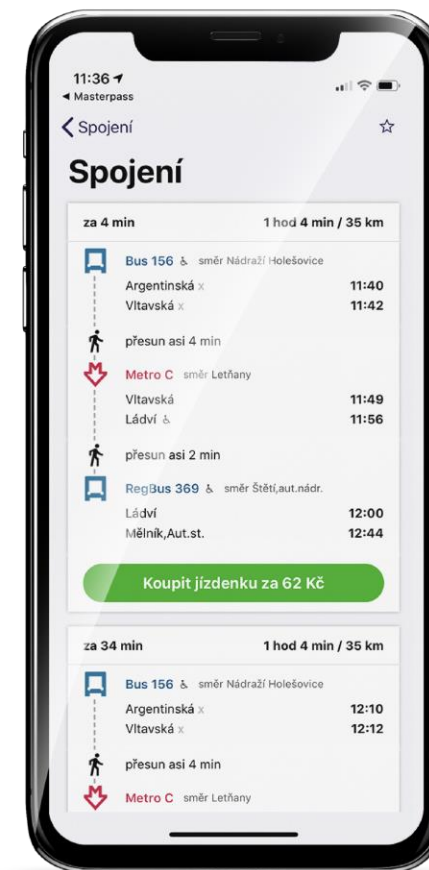 11:36
◀ Masterpass
Spojení
Spojení
za 4 min 1 hod 4 min / 35 km
Bus 156 směr Nádraží Holešovice
Argentinská x 11:40
Vltavská x 11:42
přesun asi 4 min
Metro C směr Letňany
Vltavská 11:49
Ládví 11:56
přesun asi 2 min
RegBus 369 směr Štětí,aut.nádr.
Ládví 12:00
Mělník,Aut.st. 12:44
Koupit jízdenku za 62 Kč
za 34 min 1 hod 4 min / 35 km
Bus 156 směr Nádraží Holešovice
Argentinská x 12:10
Vltavská x 12:12
přesun asi 4 min
Metro C směr Letňany